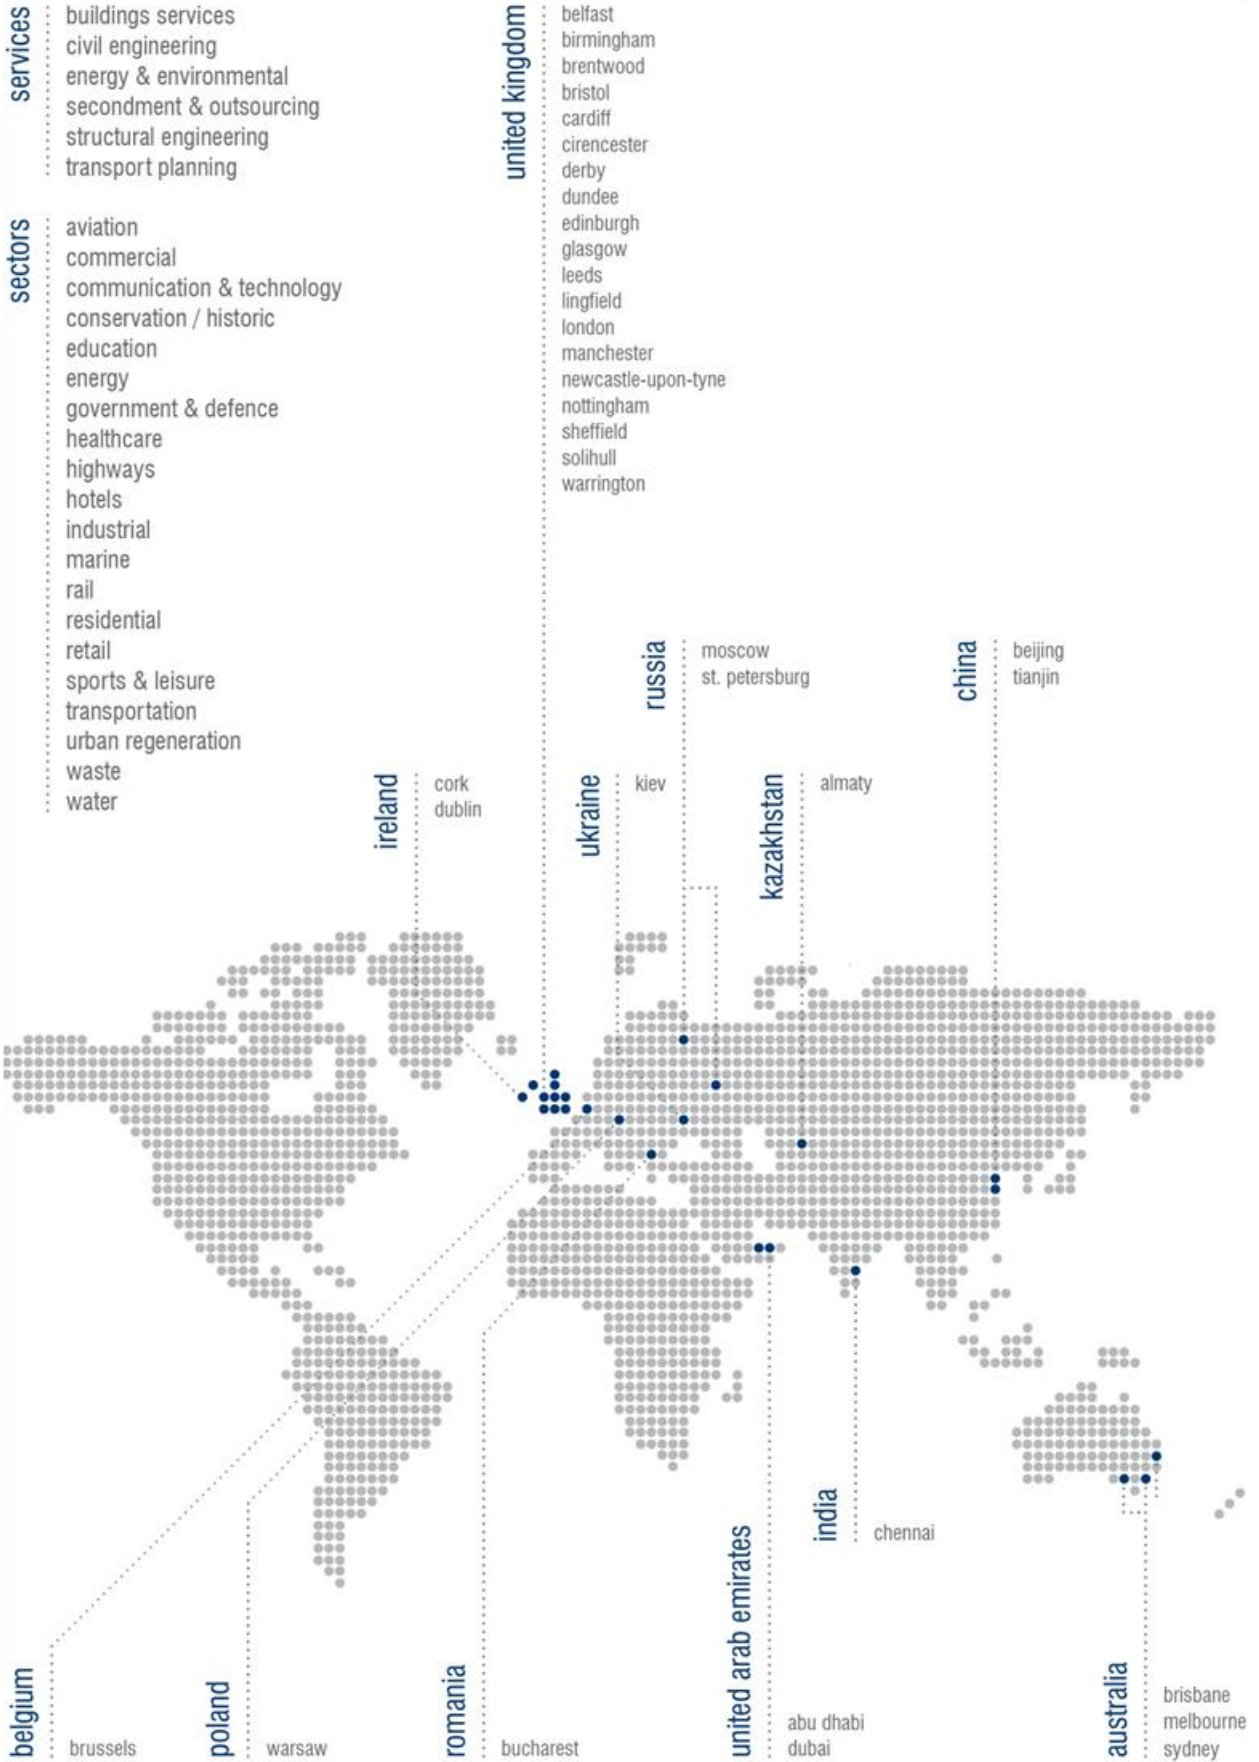 services
buildings services
civil engineering
energy & environmental
secondment & outsourcing
structural engineering
transport planning
sectors
aviation
commercial
communication & technology
conservation / historic
education
energy
government & defence
healthcare
highways
hotels
industrial
marine
rail
residential
retail
sports & leisure
transportation
urban regeneration
waste
water
united kingdom
belfast
birmingham
brentwood
bristol
cardiff
cirencester
derby
dundee
edinburgh
glasgow
leeds
lingfield
london
manchester
newcastle-upon-tyne
nottingham
sheffield
solihull
warrington
russia
moscow
st. petersburg
china
beijing
tianjin
ireland
cork
dublin
ukraine
kiev
kazakhstan
almaty
belgium
brussels
poland
warsaw
romania
bucharest
united arab emirates
abu dhabi
dubai
india
chennai
australia
brisbane
melbourne
sydney